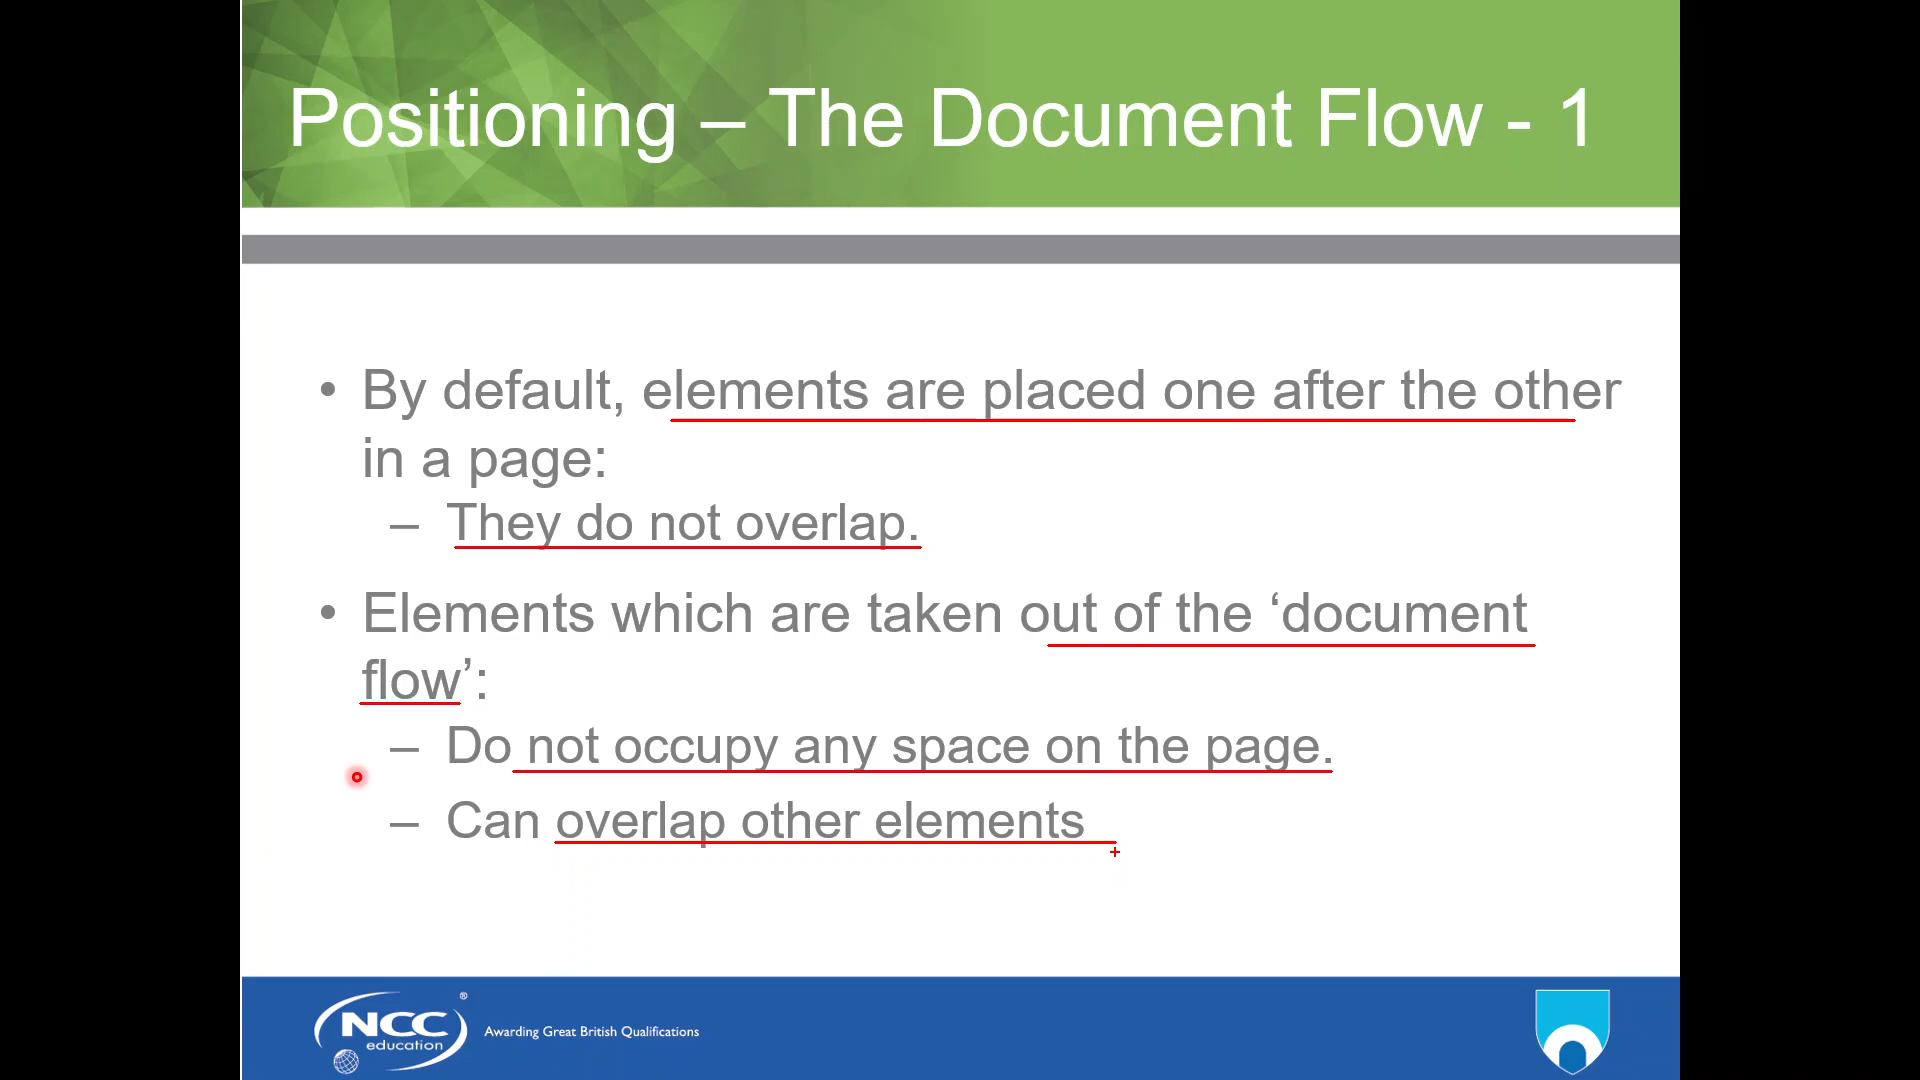 Positioning – The Document Flow - 1
• By default, elements are placed one after the other
in a page:
– They do not overlap.
• Elements which are taken out of the ‘document
flow’:
– Do not occupy any space on the page.
– Can overlap other elements
NCC ®
education
Awarding Great British Qualifications